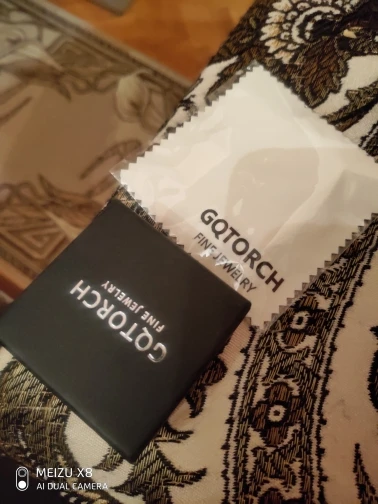 GQTORCH
FINE JEWELRY
GQTORCH
FINE JEWELRY
MEIZU X8
AI DUAL CAMERA